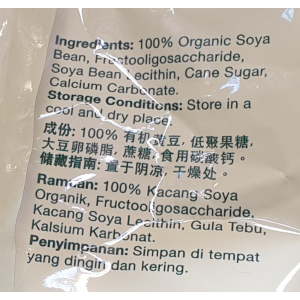 Ingredients: 100% Organic Soya
Bean, Fructooligosaccharide,
Soya Bean Lecithin, Cane Sugar,
Calcium Carbonate.
Storage Conditions: Store in a
cool and dry place.
成份: 100% 有机黄豆, 低聚果糖,
大豆卵磷脂, 蔗糖, 食用碳酸钙。
储藏指南: 置于阴凉, 干燥处。
Ramuan: 100% Kacang Soya
Organik, Fructooligosaccharide,
Kacang Soya Lecithin, Gula Tebu,
Kalsium Karbonat.
Penyimpanan: Simpan di tempat
yang dingin dan kering.